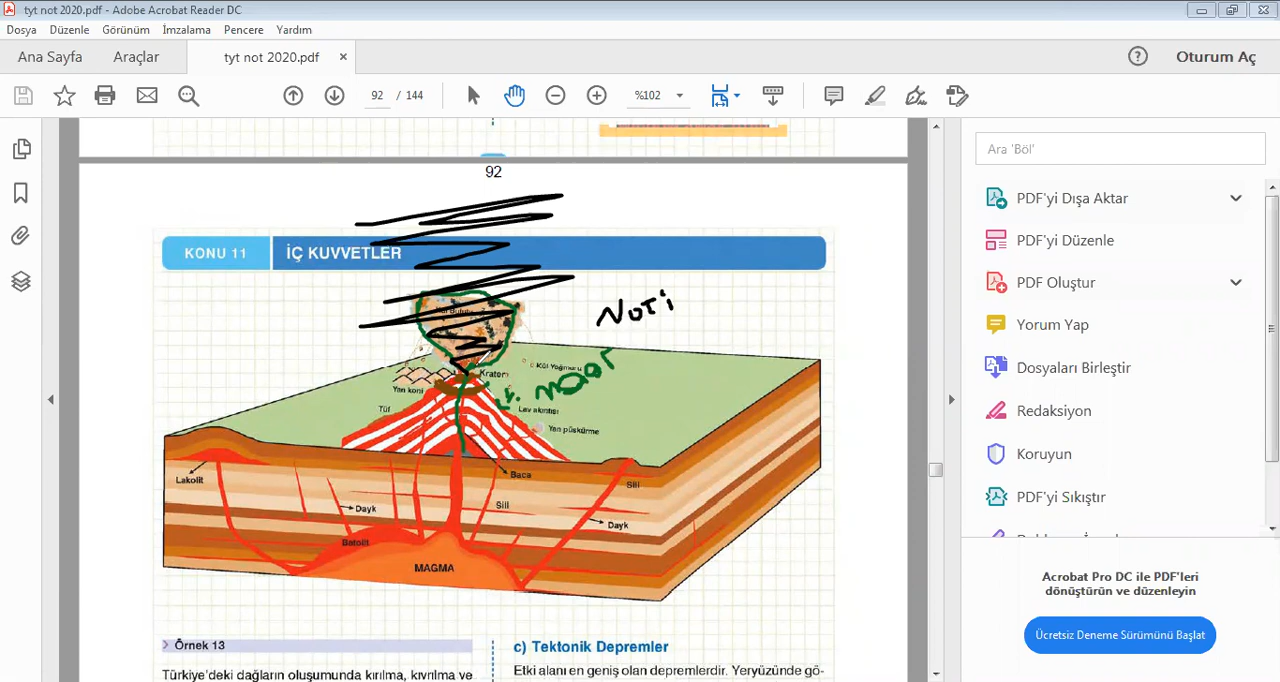 tyt not 2020.pdf - Adobe Acrobat Reader DC
Dosya Düzenle Görünüm İmzalama Pencere Yardım
Ana Sayfa Araçlar tyt not 2020.pdf × Oturum Aç
92 / 144 %102
92
KONU 11 İÇ KUVVETLER
Noti
Kül Yağmuru
Krater
maar
Yan koni
Tüf
Lav akıntısı
Yan püskürme
Baca
Lakolit
Sill
Sill
Dayk
Dayk
Batolit
MAGMA
Örnek 13
Türkiye'deki dağların oluşumunda kırılma, kıvrılma ve
c) Tektonik Depremler
Etki alanı en geniş olan depremlerdir. Yeryüzünde gö-
Ara 'Böl'
PDF'yi Dışa Aktar
PDF'yi Düzenle
PDF Oluştur
Yorum Yap
Dosyaları Birleştir
Redaksiyon
Koruyun
PDF'yi Sıkıştır
Acrobat Pro DC ile PDF'leri
dönüştürün ve düzenleyin
Ücretsiz Deneme Sürümünü Başlat